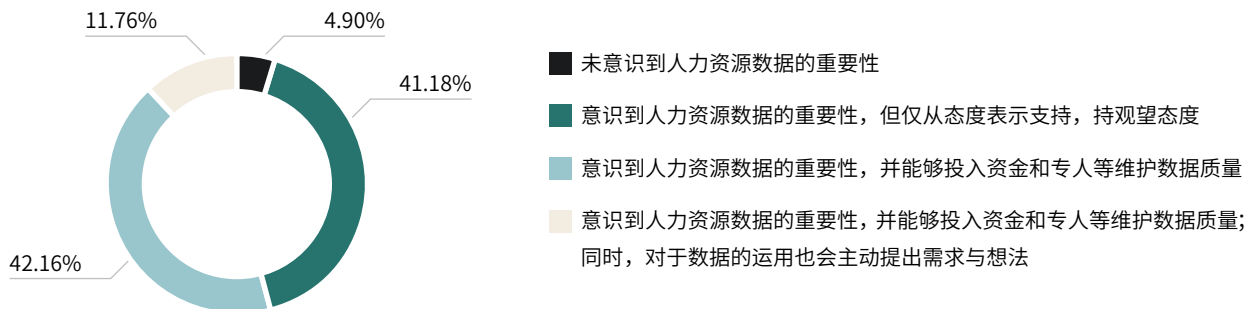 11.76%
4.90%
41.18%
42.16%
未意识到人力资源数据的重要性
意识到人力资源数据的重要性，但仅从态度表示支持，持观望态度
意识到人力资源数据的重要性，并能够投入资金和专人等维护数据质量
意识到人力资源数据的重要性，并能够投入资金和专人等维护数据质量；
同时，对于数据的运用也会主动提出需求与想法